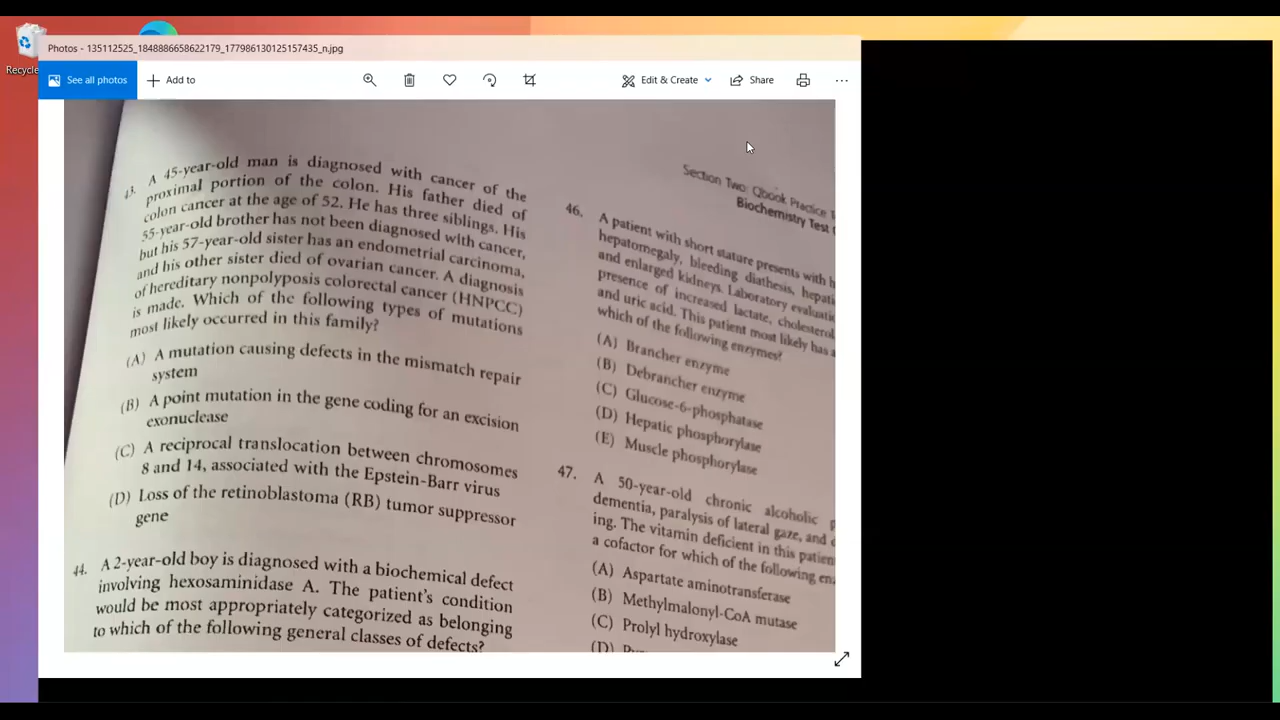 Recycle
Photos - 135112525_1848886658622179_177986130125157435_n.jpg
See all photos
Add to
Edit & Create
Share
43. A 45-year-old man is diagnosed with cancer of the
proximal portion of the colon. His father died of
colon cancer at the age of 52. He has three siblings. His
55-year-old brother has not been diagnosed with cancer,
but his 57-year-old sister has an endometrial carcinoma,
and his other sister died of ovarian cancer. A diagnosis
of hereditary nonpolyposis colorectal cancer (HNPCC)
is made. Which of the following types of mutations
most likely occurred in this family?
(A) A mutation causing defects in the mismatch repair
system
(B) A point mutation in the gene coding for an excision
exonuclease
(C) A reciprocal translocation between chromosomes
8 and 14, associated with the Epstein-Barr virus
(D) Loss of the retinoblastoma (RB) tumor suppressor
gene
44. A 2-year-old boy is diagnosed with a biochemical defect
involving hexosaminidase A. The patient's condition
would be most appropriately categorized as belonging
to which of the following general classes of defects?
Section Two: Qbook Practice T
Biochemistry Test
46. A patient with short stature presents with h
hepatomegaly, bleeding diathesis, hepati
and enlarged kidneys. Laboratory evaluatio
presence of increased lactate, cholesterol
and uric acid. This patient most likely has a
which of the following enzymes?
(A) Brancher enzyme
(B) Debrancher enzyme
(C) Glucose-6-phosphatase
(D) Hepatic phosphorylase
(E) Muscle phosphorylase
47. A 50-year-old chronic alcoholic p
dementia, paralysis of lateral gaze, and
ing. The vitamin deficient in this patien
a cofactor for which of the following en
(A) Aspartate aminotransferase
(B) Methylmalonyl-CoA mutase
(C) Prolyl hydroxylase
(D)